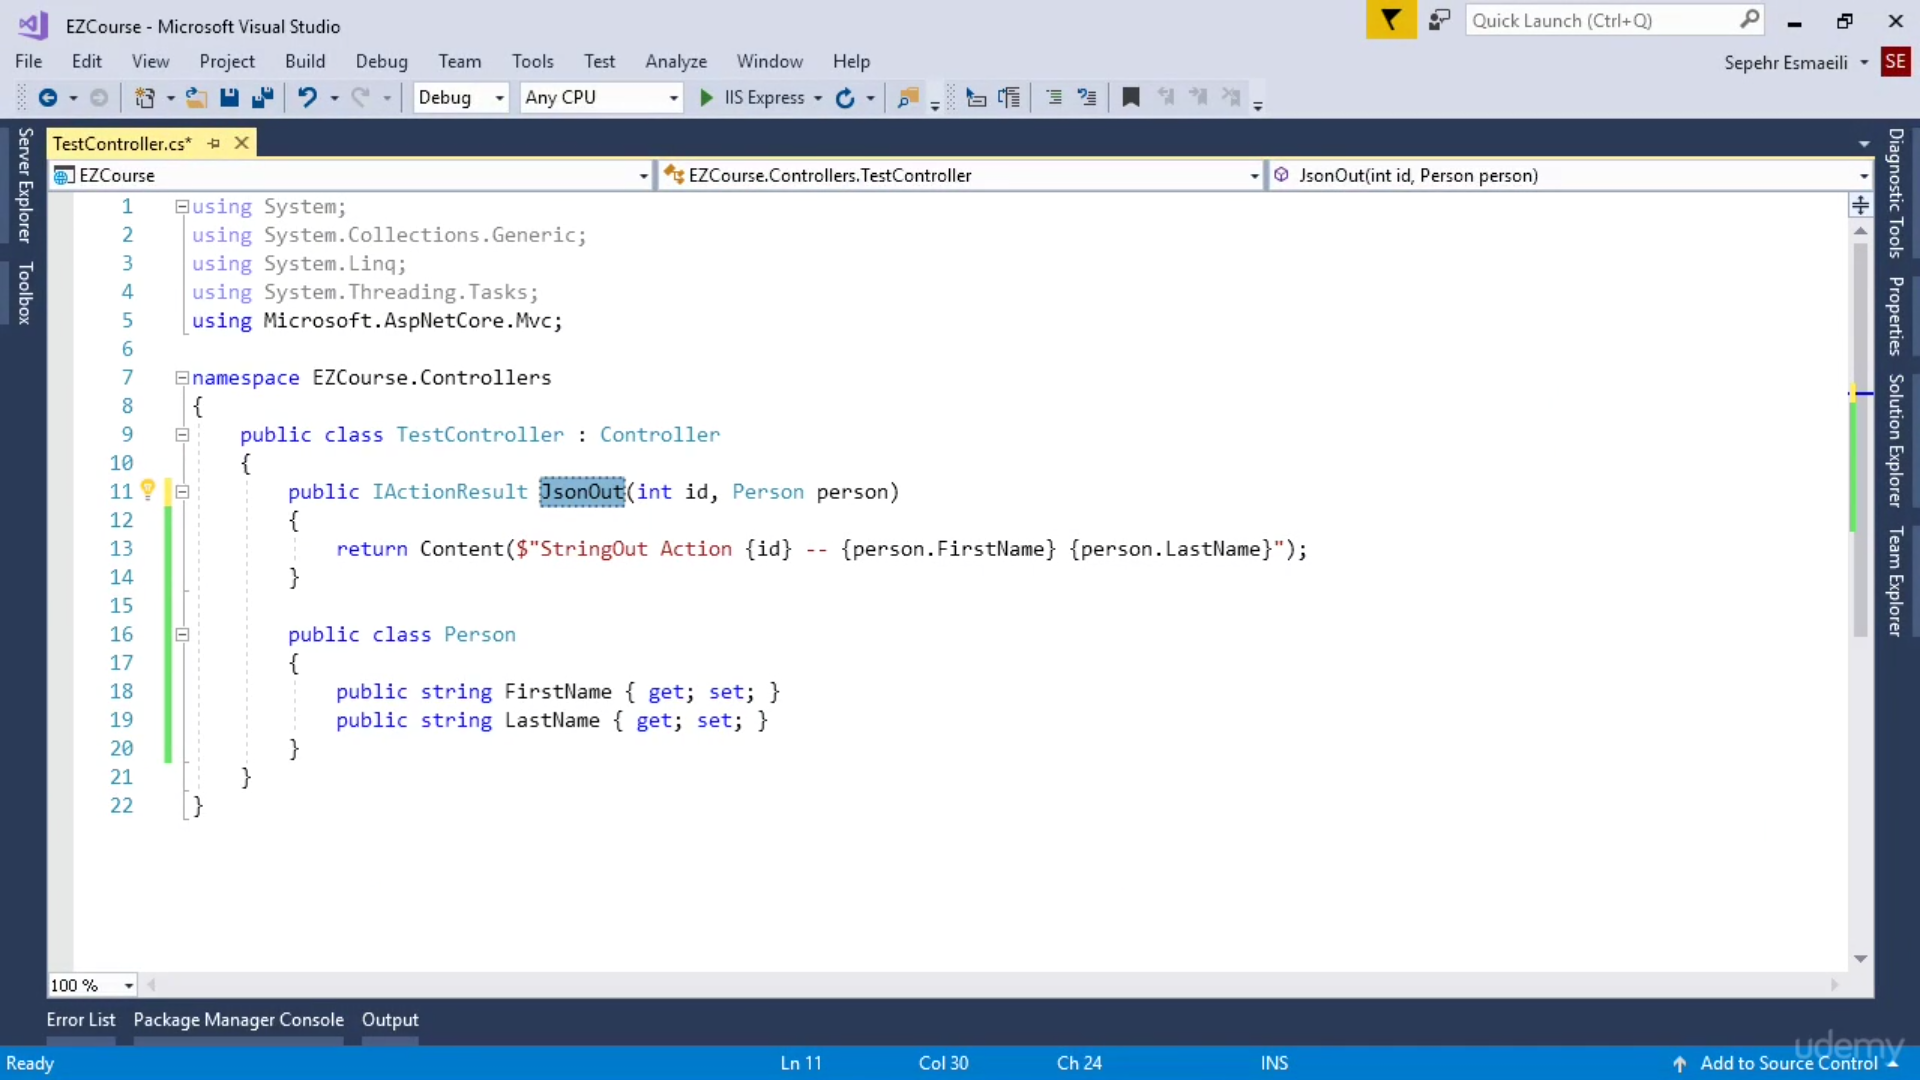 EZCourse - Microsoft Visual Studio
Quick Launch (Ctrl+Q)
File Edit View Project Build Debug Team Tools Test Analyze Window Help
Sepehr Esmaeili SE
Debug Any CPU IIS Express
Server Explorer
Toolbox
TestController.cs*
EZCourse EZCourse.Controllers.TestController JsonOut(int id, Person person)
1 using System;
2 using System.Collections.Generic;
3 using System.Linq;
4 using System.Threading.Tasks;
5 using Microsoft.AspNetCore.Mvc;
6
7 namespace EZCourse.Controllers
8 {
9 public class TestController : Controller
10 {
11 public IActionResult JsonOut(int id, Person person)
12 {
13 return Content($"StringOut Action {id} -- {person.FirstName} {person.LastName}");
14 }
15
16 public class Person
17 {
18 public string FirstName { get; set; }
19 public string LastName { get; set; }
20 }
21 }
22 }
Diagnostic Tools
Properties
Solution Explorer
Team Explorer
100 %
Error List Package Manager Console Output
Ready Ln 11 Col 30 Ch 24 INS Add to Source Control
udemy